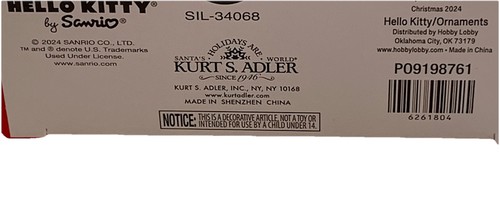 HELLO KITTY®
by Sanrio®
© 2024 SANRIO CO., LTD.
™ and ® denote U.S. Trademarks
Used Under License.
www.sanrio.com
SIL-34068
HOLIDAYS ARE
SANTA'S WORLD®
KURT S. ADLER
SINCE 1946®
KURT S. ADLER, INC., NY, NY 10168
www.kurtadler.com
MADE IN SHENZHEN CHINA
NOTICE: THIS IS A DECORATIVE ARTICLE, NOT A TOY OR
INTENDED FOR USE BY A CHILD UNDER 14.
Christmas 2024
Hello Kitty/Ornaments
Distributed by Hobby Lobby
Oklahoma City, OK 73179
www.hobbylobby.com • Made in China
P09198761
6261804